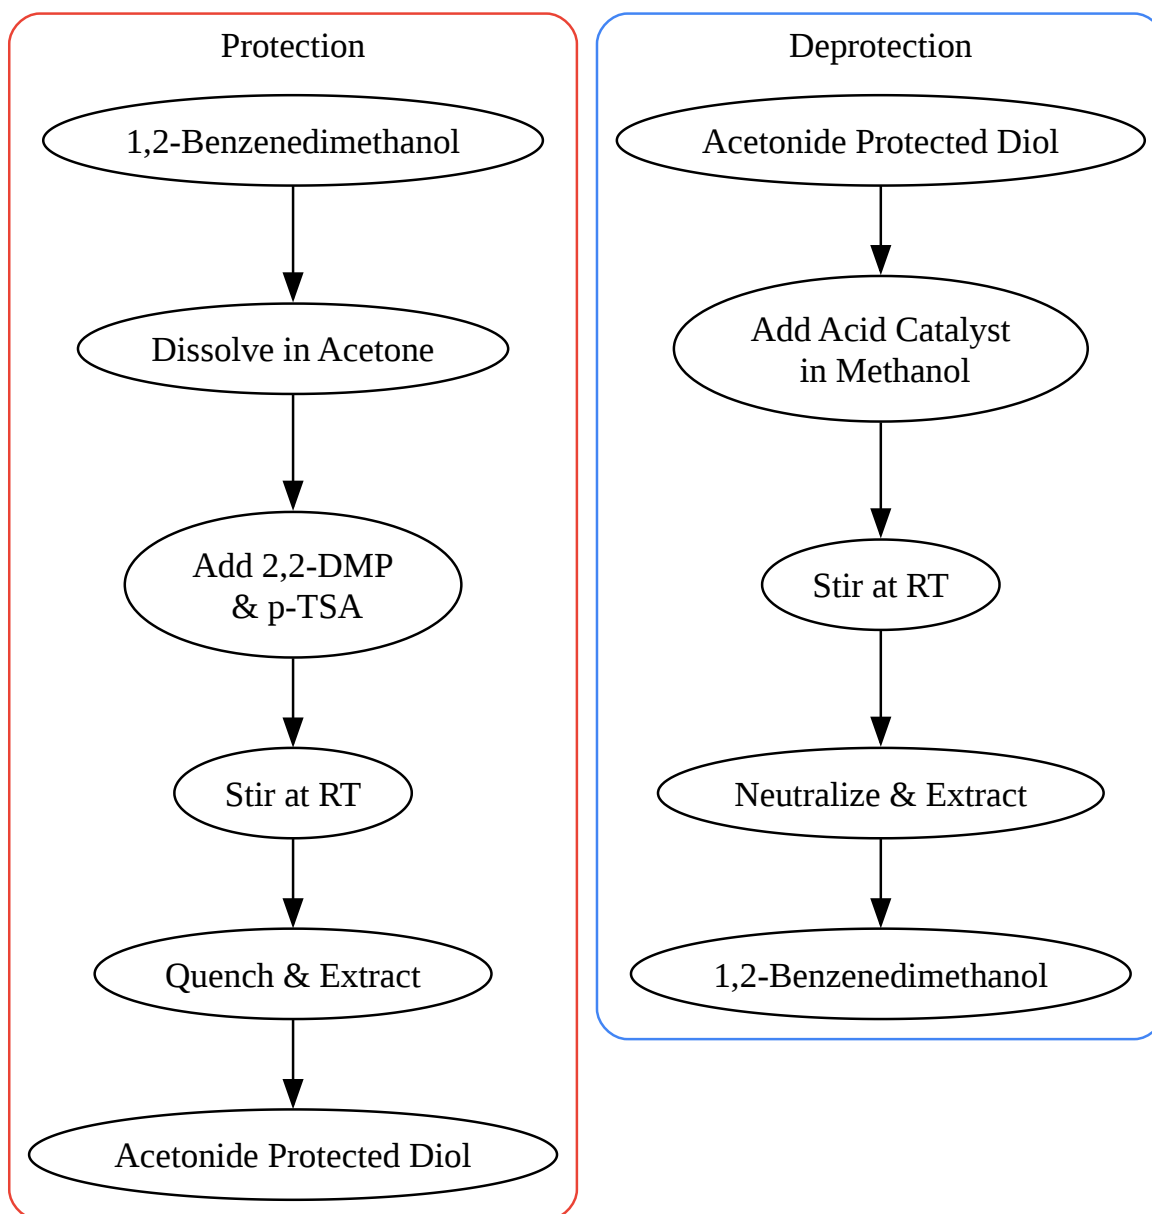 Protection
1,2-Benzenedimethanol
Dissolve in Acetone
Add 2,2-DMP
& p-TSA
Stir at RT
Quench & Extract
Acetonide Protected Diol
Deprotection
Acetonide Protected Diol
Add Acid Catalyst
in Methanol
Stir at RT
Neutralize & Extract
1,2-Benzenedimethanol